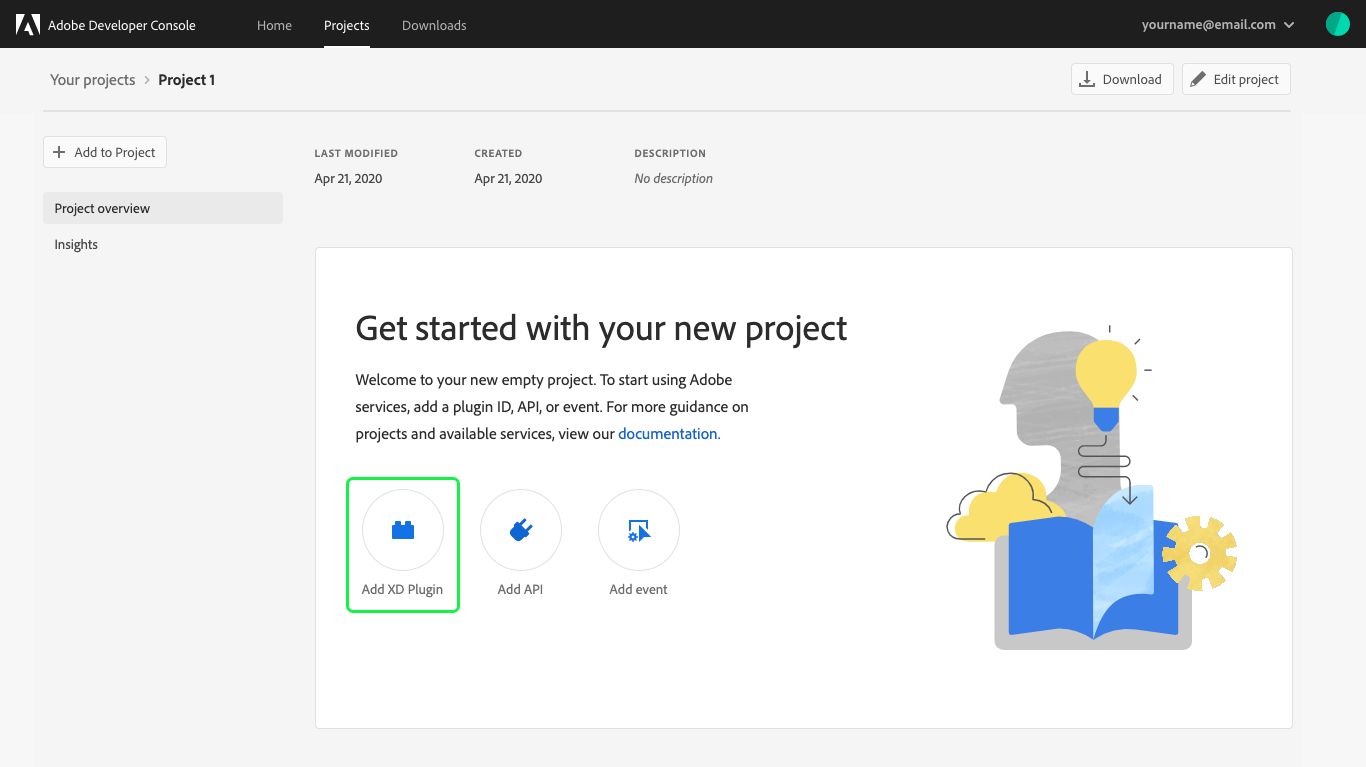 Adobe Developer Console Home Projects Downloads yourname@email.com
Your projects > Project 1 Download Edit project
Add to Project
Project overview
Insights
LAST MODIFIED CREATED DESCRIPTION
Apr 21, 2020 Apr 21, 2020 No description
Get started with your new project
Welcome to your new empty project. To start using Adobe
services, add a plugin ID, API, or event. For more guidance on
projects and available services, view our documentation.
Add XD Plugin Add API Add event